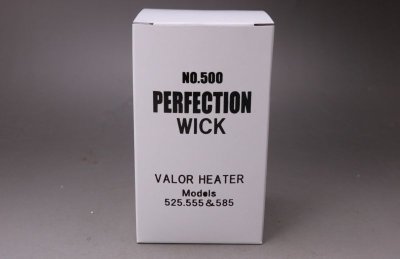 NO.500
PERFECTION
WICK
VALOR HEATER
Models
525.555&585